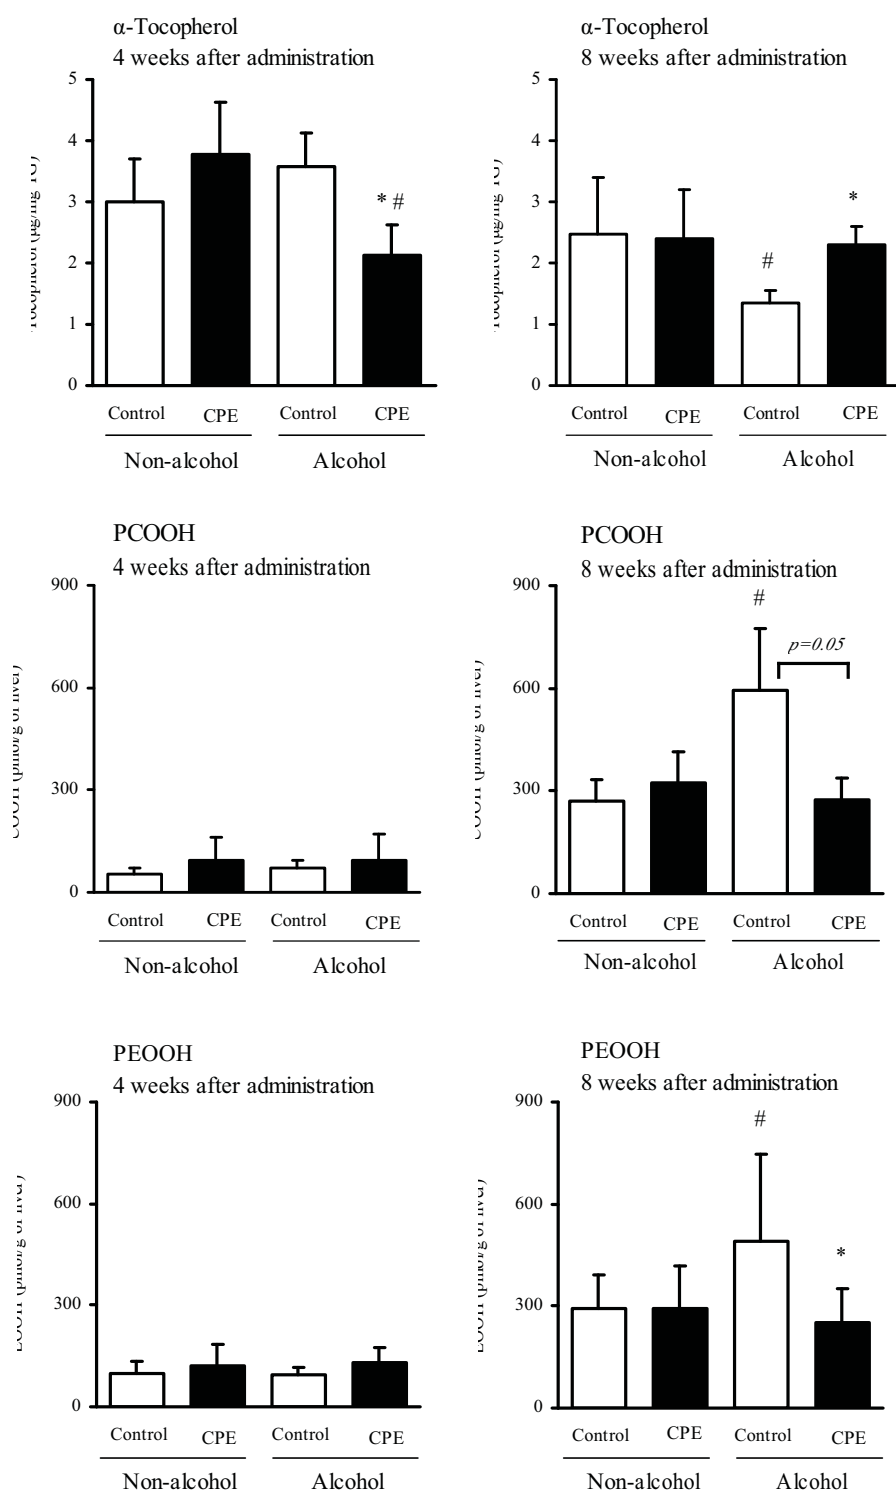 α-Tocopherol
4 weeks after administration
5
4
3
2
1
0
* #
Control CPE Control CPE
Non-alcohol Alcohol
α-Tocopherol
8 weeks after administration
5
4
3
2
1
0
#
*
Control CPE Control CPE
Non-alcohol Alcohol
PCOOH
4 weeks after administration
900
600
300
0
Control CPE Control CPE
Non-alcohol Alcohol
PCOOH
8 weeks after administration
900
600
300
0
#
p=0.05
Control CPE Control CPE
Non-alcohol Alcohol
PEOOH
4 weeks after administration
900
600
300
0
Control CPE Control CPE
Non-alcohol Alcohol
PEOOH
8 weeks after administration
900
600
300
0
#
*
Control CPE Control CPE
Non-alcohol Alcohol